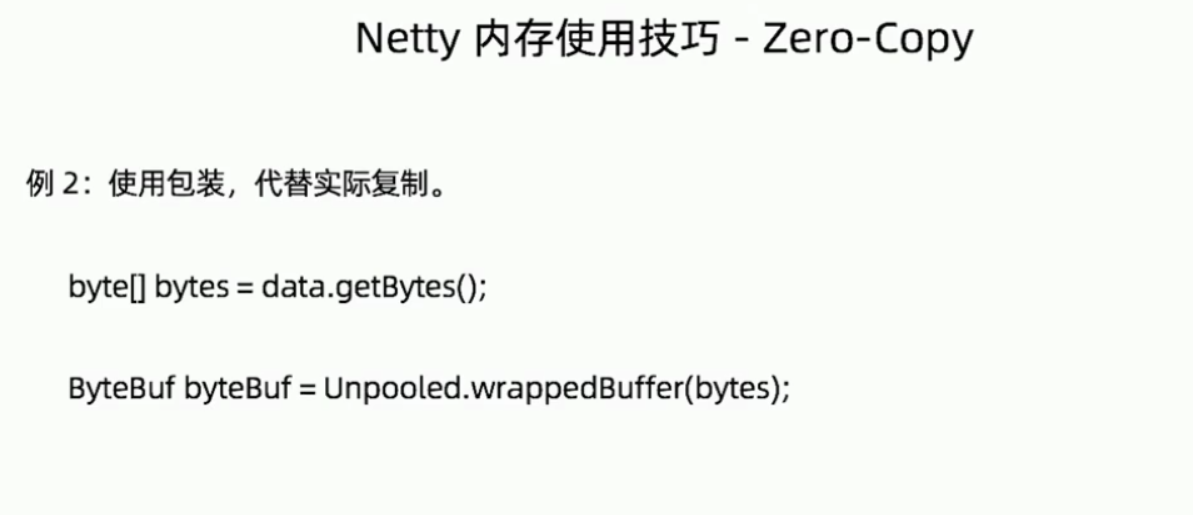 Netty 内存使用技巧 - Zero-Copy
例 2：使用包装，代替实际复制。
byte[] bytes = data.getBytes();
ByteBuf byteBuf = Unpooled.wrappedBuffer(bytes);